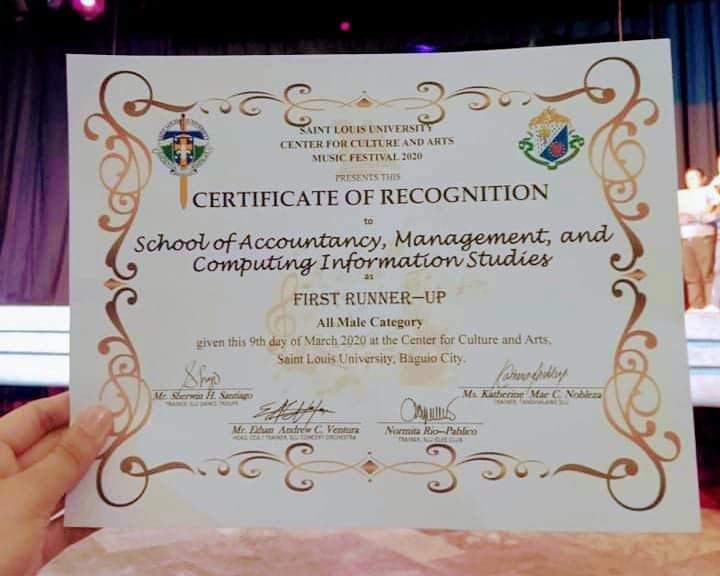 SAINT LOUIS UNIVERSITY
CENTER FOR CULTURE AND ARTS
MUSIC FESTIVAL 2020
PRESENTS THIS
CERTIFICATE OF RECOGNITION
to
School of Accountancy, Management, and
Computing Information Studies
as
FIRST RUNNER-UP
All Male Category
given this 9th day of March 2020 at the Center for Culture and Arts,
Saint Louis University, Baguio City.
Mr. Sherwin H. Santiago
TRAINER, SLU DANCE TROUPE
Ms. Katherine Mae C. Nobleza
TRAINER, TANGHALANG SLU
Mr. Ethan Andrew C. Ventura
HEAD, CCA / TRAINER, SLU CONCERT ORCHESTRA
Normita Rio-Pablico
TRAINER, SLU GLEE CLUB